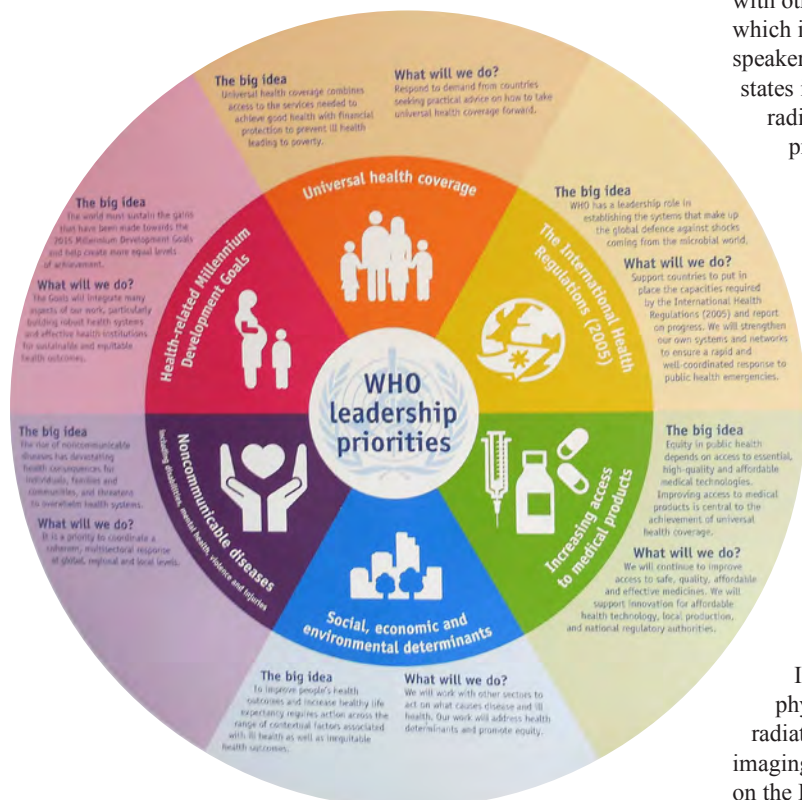 with oth
which i
speaker
states i
radi
p
The big idea
Universal health coverage combines
access to the services needed to
achieve good health with financial
protection to prevent ill health
leading to poverty.
What will we do?
Respond to demand from countries
seeking practical advice on how to take
universal health coverage forward.
Universal health coverage
The big idea
WHO has a leadership role in
establishing the systems that make up
the global defence against shocks
coming from the microbial world.
What will we do?
Support countries to put in
place the capacities required
by the International Health
Regulations (2005) and report
on progress. We will strengthen
our own systems and networks
to ensure a rapid and
well-coordinated response to
public health emergencies.
The International Health
Regulations (2005)
The big idea
Equity in public health
depends on access to essential,
high-quality and affordable
medical technologies.
Improving access to medical
products is central to the
achievement of universal
health coverage.
What will we do?
We will continue to improve
access to safe, quality, affordable
and effective medicines. We will
support innovation for affordable
health technology, local production,
and national regulatory authorities.
Increasing access
to medical products
The big idea
To improve people's health
outcomes and increase healthy life
expectancy requires action across the
range of contextual factors associated
with ill health as well as inequitable
health outcomes.
What will we do?
We will work with other sectors to
act on what causes disease and ill
health. Our work will address health
determinants and promote equity.
Social, economic and
environmental determinants
The big idea
The rise of noncommunicable
diseases has devastating
health consequences for
individuals, families and
communities, and threatens
to overwhelm health systems.
What will we do?
It is a priority to coordinate a
coherent, multisectoral response
at global, regional and local levels.
Noncommunicable diseases
including disabilities, mental health, violence and injuries
The big idea
The world must sustain the gains
that have been made towards the
2015 Millennium Development Goals
and help create more equal levels
of achievement.
What will we do?
The Goals will integrate many
aspects of our work, particularly
building robust health systems
and effective health institutions
for sustainable and equitable
health outcomes.
Health-related Millennium
Development Goals
WHO
leadership
priorities
I
phy
radiat
imaging
on the